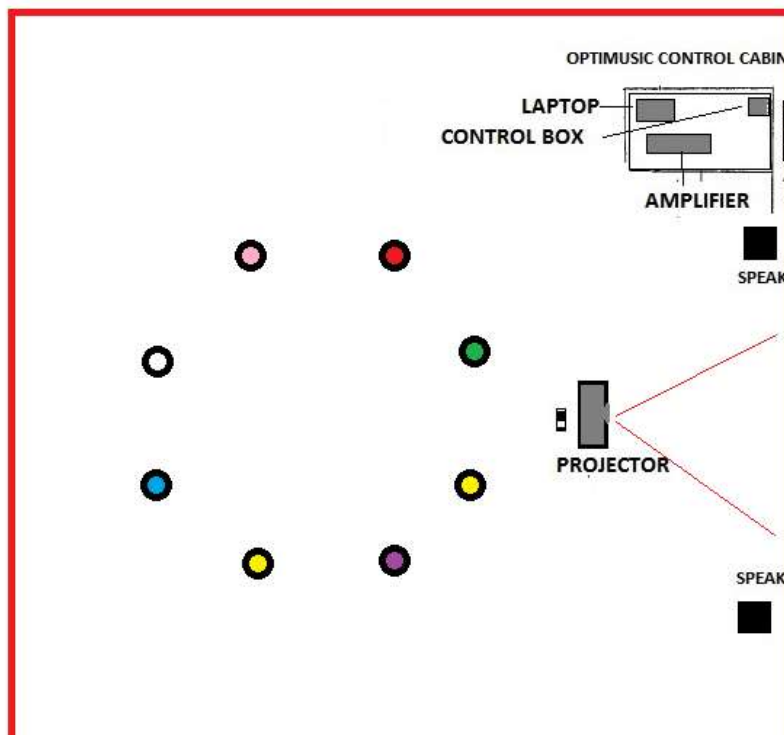 OPTIMUSIC CONTROL CABIN
LAPTOP
CONTROL BOX
AMPLIFIER
SPEAK
PROJECTOR
SPEAK